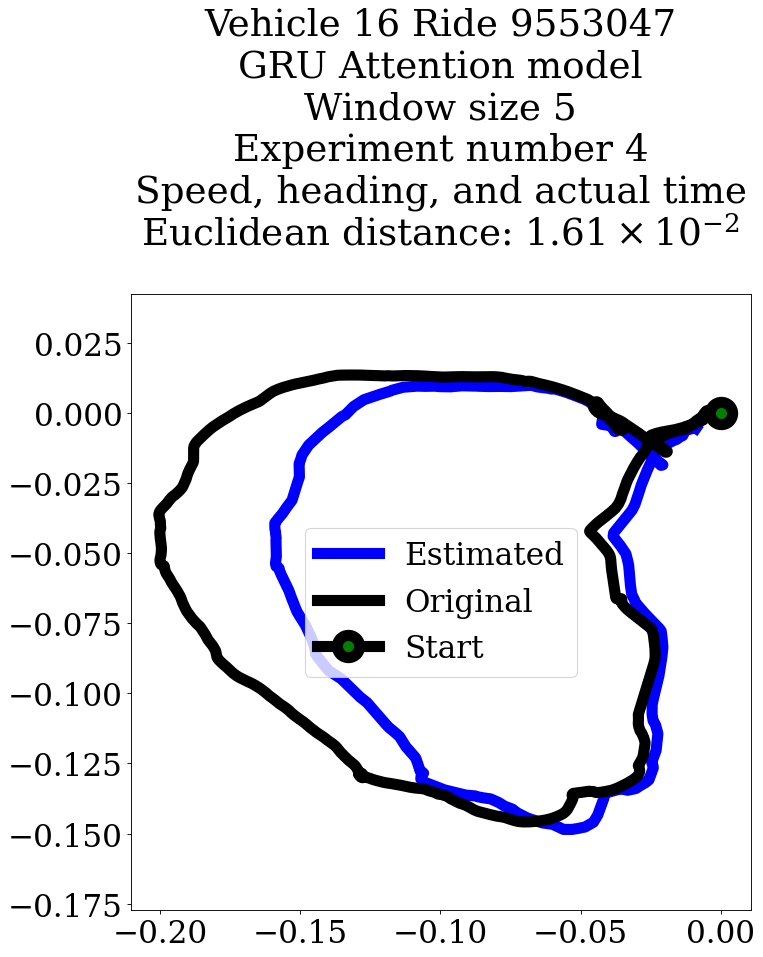 Vehicle 16 Ride 9553047
GRU Attention model
Window size 5
Experiment number 4
Speed, heading, and actual time
Euclidean distance: 1.61 × 10⁻²
0.025
0.000
−0.025
−0.050
−0.075
−0.100
−0.125
−0.150
−0.175
Estimated
Original
Start
−0.20 −0.15 −0.10 −0.05 0.00